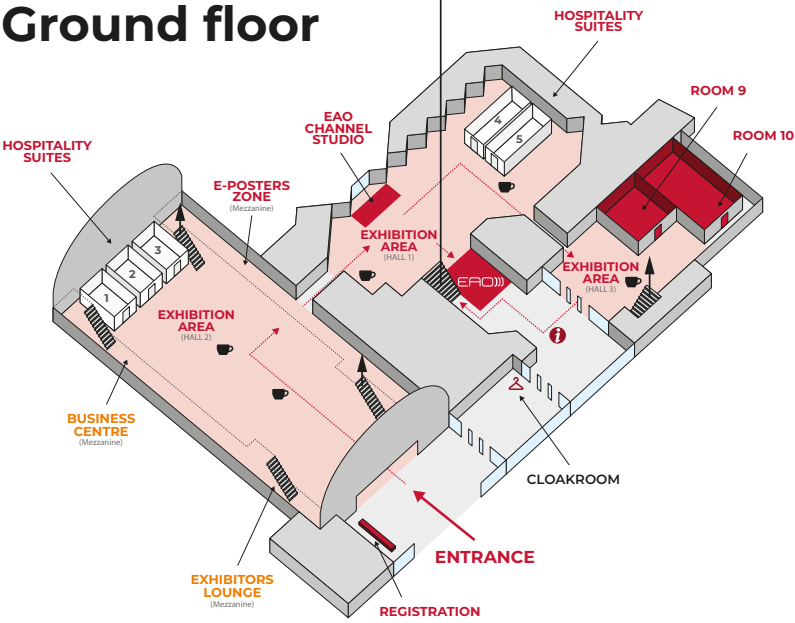 Ground floor
HOSPITALITY
SUITES
ROOM 9
ROOM 10
EAO
CHANNEL
STUDIO
4
5
HOSPITALITY
SUITES
E-POSTERS
ZONE
(Mezzanine)
EXHIBITION
AREA
(HALL 1)
EXHIBITION
AREA
(HALL 3)
EAO)))
3
2
1
EXHIBITION
AREA
(HALL 2)
i
BUSINESS
CENTRE
(Mezzanine)
CLOAKROOM
ENTRANCE
EXHIBITORS
LOUNGE
(Mezzanine)
REGISTRATION